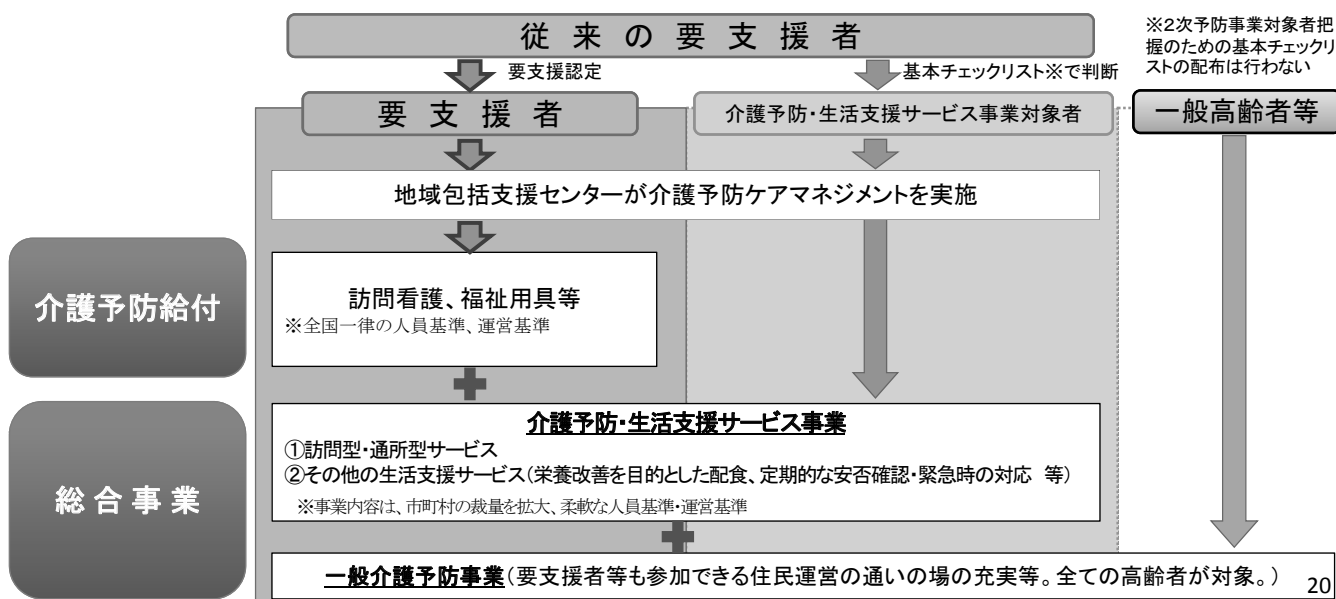 従来の要支援者
※2次予防事業対象者把
握のための基本チェックリ
ストの配布は行わない
要支援認定
基本チェックリスト※で判断
要支援者
介護予防・生活支援サービス事業対象者
一般高齢者等
地域包括支援センターが介護予防ケアマネジメントを実施
介護予防給付
訪問看護、福祉用具等
※全国一律の人員基準、運営基準
総合事業
介護予防・生活支援サービス事業
①訪問型・通所型サービス
②その他の生活支援サービス(栄養改善を目的とした配食、定期的な安否確認・緊急時の対応 等)
※事業内容は、市町村の裁量を拡大、柔軟な人員基準・運営基準
一般介護予防事業(要支援者等も参加できる住民運営の通いの場の充実等。全ての高齢者が対象。)
20